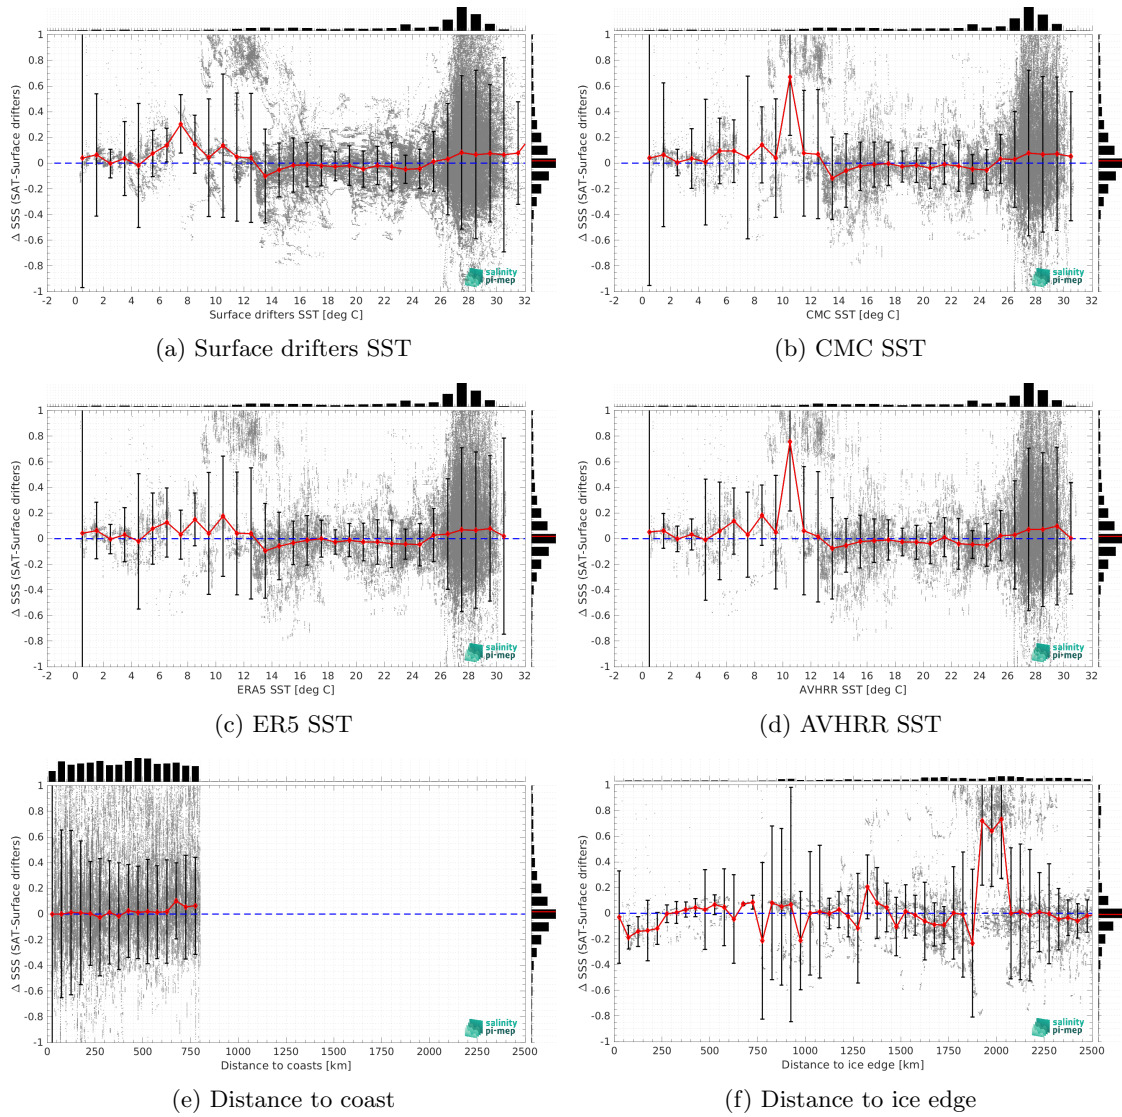 Δ SSS (SAT-Surface drifters)
1
0.8
0.6
0.4
0.2
0
-0.2
-0.4
-0.6
-0.8
-1
salinity
pi-mep
-2 0 2 4 6 8 10 12 14 16 18 20 22 24 26 28 30 32
Surface drifters SST [deg C]
(a) Surface drifters SST
Δ SSS (SAT-Surface drifters)
1
0.8
0.6
0.4
0.2
0
-0.2
-0.4
-0.6
-0.8
-1
salinity
pi-mep
-2 0 2 4 6 8 10 12 14 16 18 20 22 24 26 28 30 32
CMC SST [deg C]
(b) CMC SST
Δ SSS (SAT-Surface drifters)
1
0.8
0.6
0.4
0.2
0
-0.2
-0.4
-0.6
-0.8
-1
salinity
pi-mep
-2 0 2 4 6 8 10 12 14 16 18 20 22 24 26 28 30 32
ERA5 SST [deg C]
(c) ER5 SST
Δ SSS (SAT-Surface drifters)
1
0.8
0.6
0.4
0.2
0
-0.2
-0.4
-0.6
-0.8
-1
salinity
pi-mep
-2 0 2 4 6 8 10 12 14 16 18 20 22 24 26 28 30 32
AVHRR SST [deg C]
(d) AVHRR SST
Δ SSS (SAT-Surface drifters)
1
0.8
0.6
0.4
0.2
0
-0.2
-0.4
-0.6
-0.8
-1
salinity
pi-mep
0 250 500 750 1000 1250 1500 1750 2000 2250 2500
Distance to coasts [km]
(e) Distance to coast
Δ SSS (SAT-Surface drifters)
1
0.8
0.6
0.4
0.2
0
-0.2
-0.4
-0.6
-0.8
-1
salinity
pi-mep
0 250 500 750 1000 1250 1500 1750 2000 2250 2500
Distance to ice edge [km]
(f) Distance to ice edge